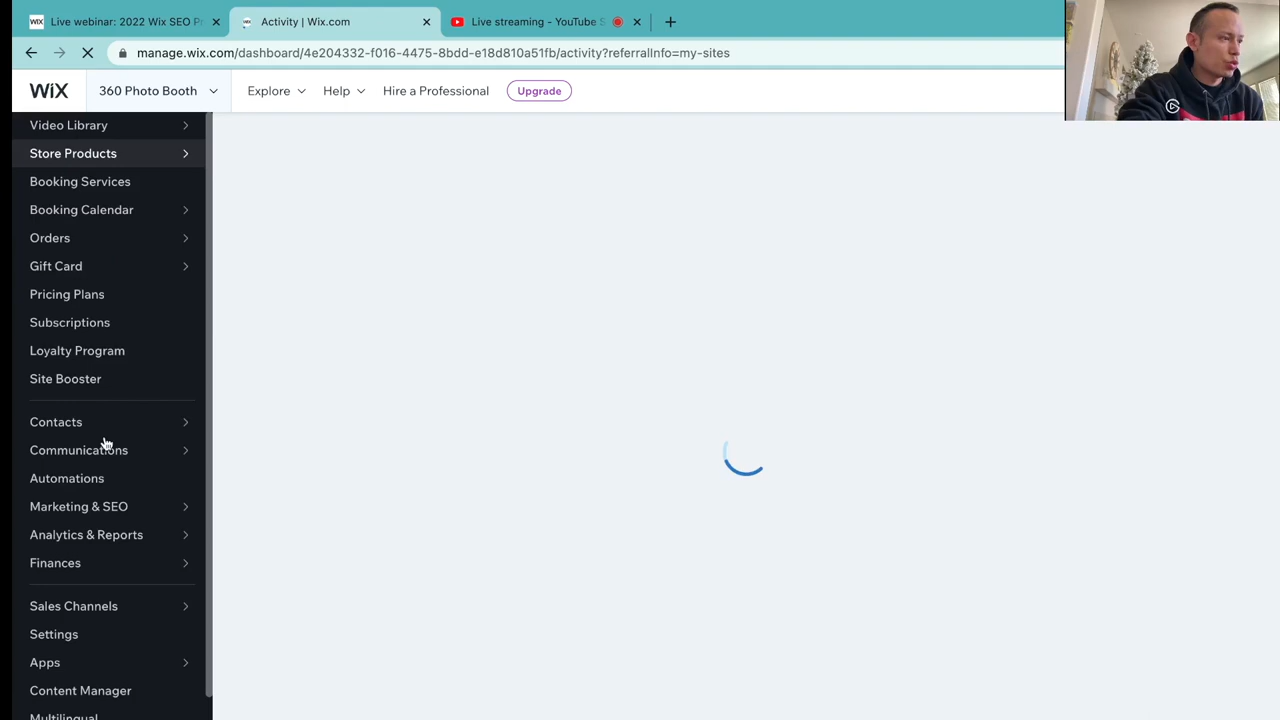 Live webinar: 2022 Wix SEO Pr
Activity | Wix.com
Live streaming - YouTube S
manage.wix.com/dashboard/4e204332-f016-4475-8bdd-e18d810a51fb/activity?referralInfo=my-sites
WIX
360 Photo Booth
Explore
Help
Hire a Professional
Upgrade
Video Library
Store Products
Booking Services
Booking Calendar
Orders
Gift Card
Pricing Plans
Subscriptions
Loyalty Program
Site Booster
Contacts
Communications
Automations
Marketing & SEO
Analytics & Reports
Finances
Sales Channels
Settings
Apps
Content Manager
Multilingual